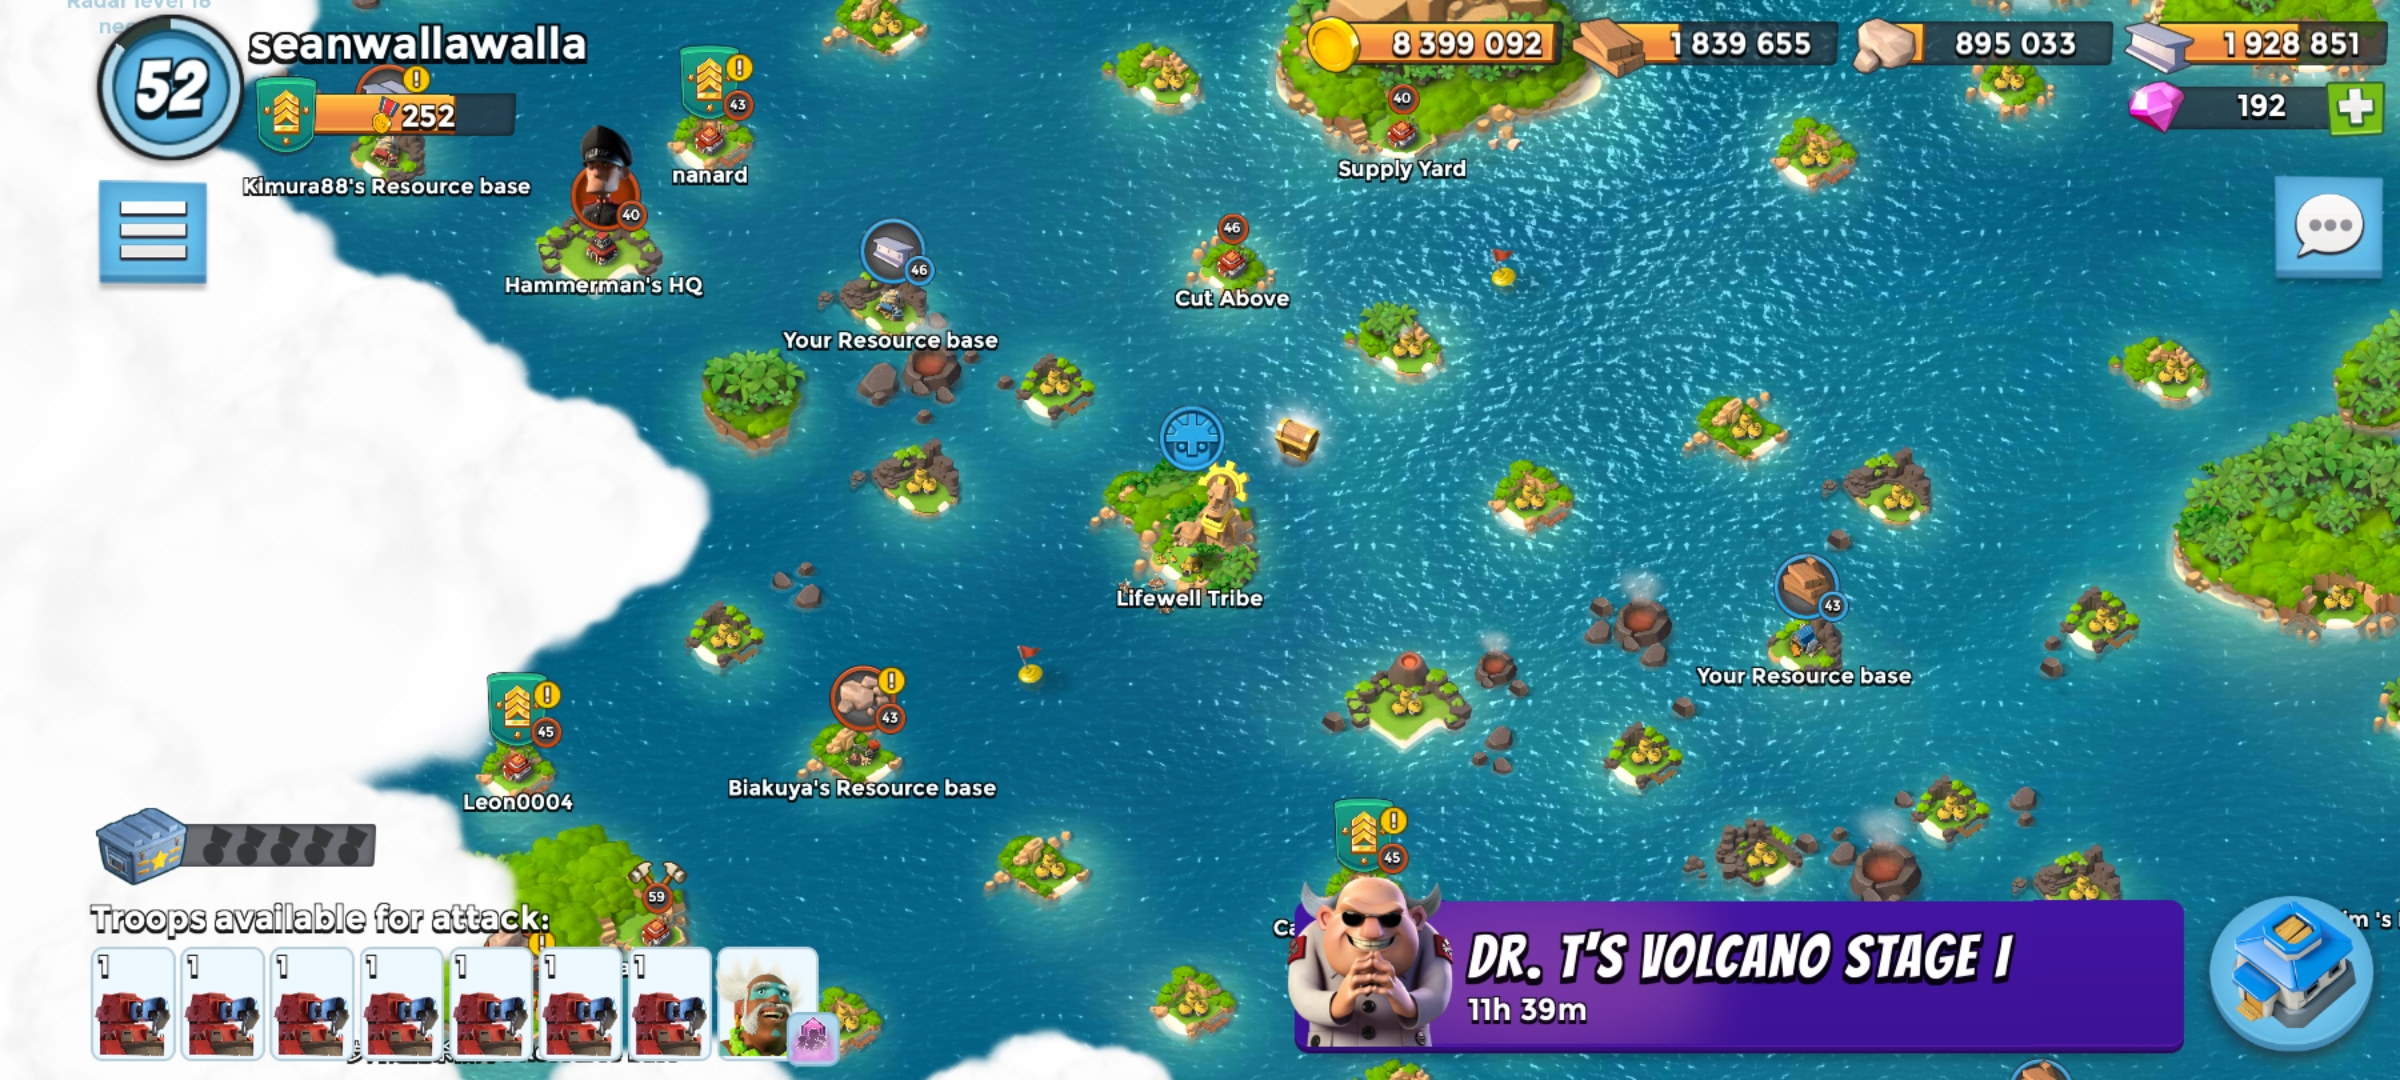 Radar level 16
52
seanwallawalla
252
8 399 092
1 839 655
895 033
1 928 851
192
43
nanard
40
Supply Yard
Kimura88's Resource base
40
Hammerman's HQ
46
Your Resource base
46
Cut Above
Lifewell Tribe
43
Your Resource base
45
Leon0004
43
Biakuya's Resource base
45
59
Troops available for attack:
1
1
1
1
1
1
1
DR. T'S VOLCANO STAGE I
11h 39m